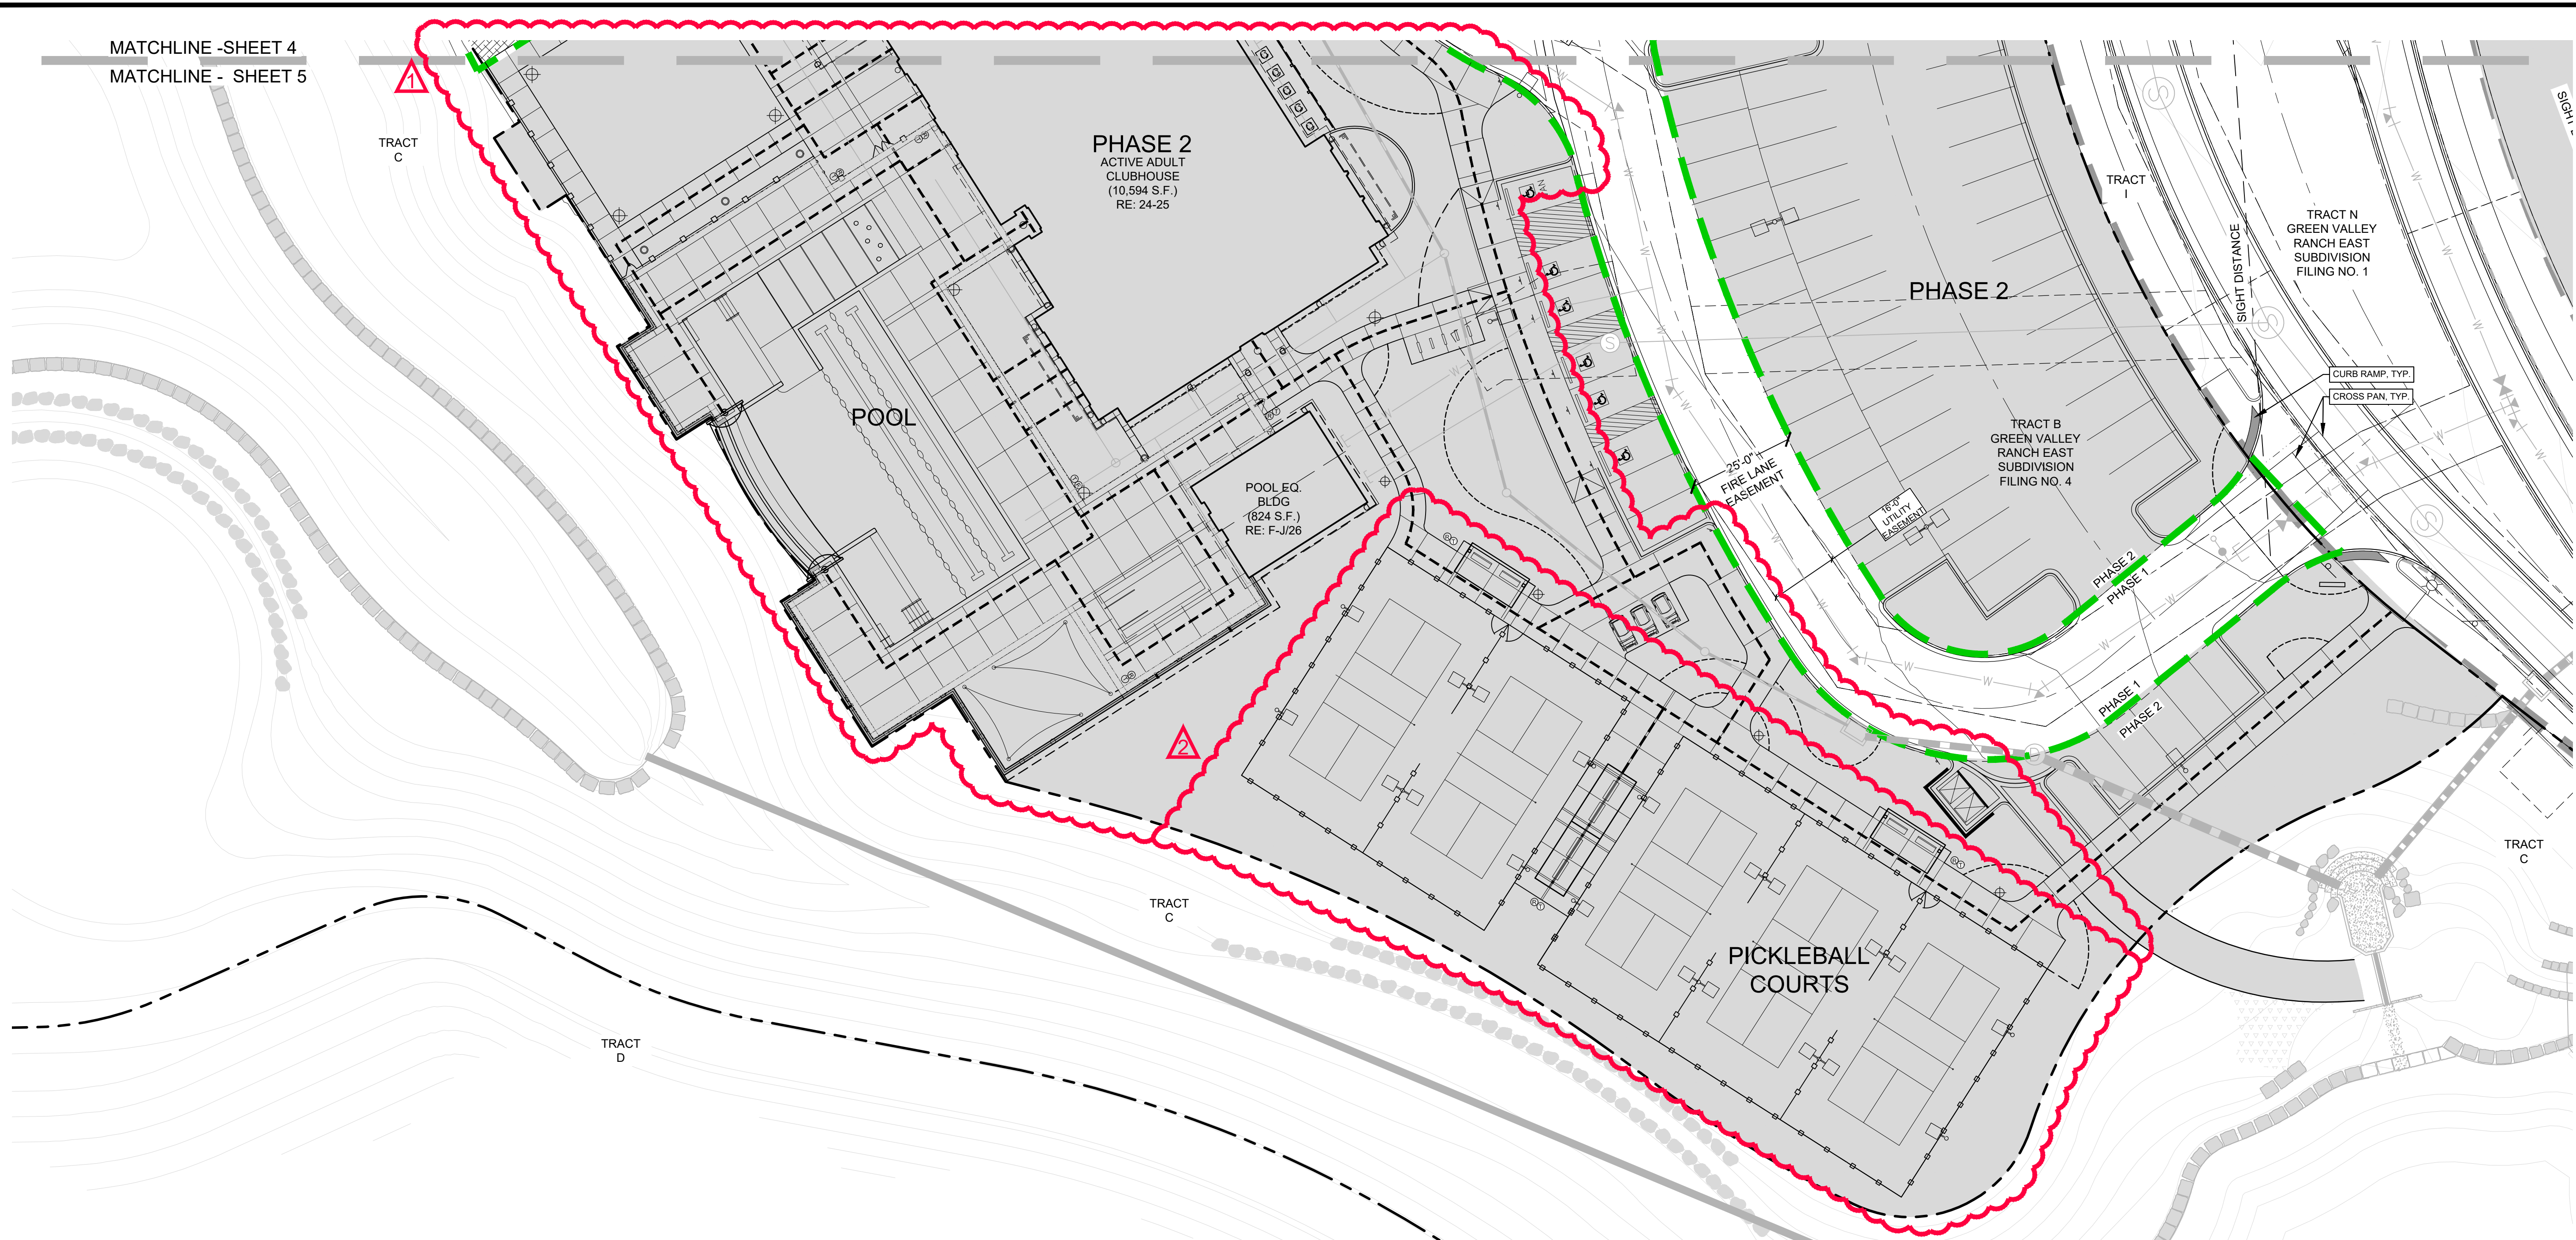 MATCHLINE -SHEET 4
MATCHLINE - SHEET 5
1
TRACT
C
PHASE 2
ACTIVE ADULT
CLUBHOUSE
(10,594 S.F.)
RE: 24-25
POOL
POOL EQ.
BLDG
(824 S.F.)
RE: F-J/26
VAN
S
25'-0"
FIRE LANE
EASEMENT
PHASE 2
TRACT
I
SIGHT DISTANCE
TRACT N
GREEN VALLEY
RANCH EAST
SUBDIVISION
FILING NO. 1
CURB RAMP, TYP.
CROSS PAN, TYP.
TRACT B
GREEN VALLEY
RANCH EAST
SUBDIVISION
FILING NO. 4
16'-0"
UTILITY
EASEMENT
PHASE 2
PHASE 1
PHASE 1
PHASE 2
2
TRACT
C
PICKLEBALL
COURTS
TRACT
C
TRACT
D